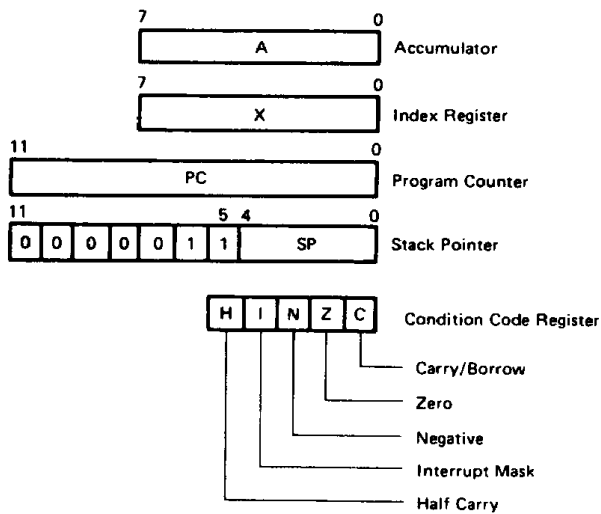 7 0
A Accumulator
7 0
X Index Register
11 0
PC Program Counter
11 5 4 0
0 0 0 0 0 1 1 SP Stack Pointer
H I N Z C Condition Code Register
Carry/Borrow
Zero
Negative
Interrupt Mask
Half Carry